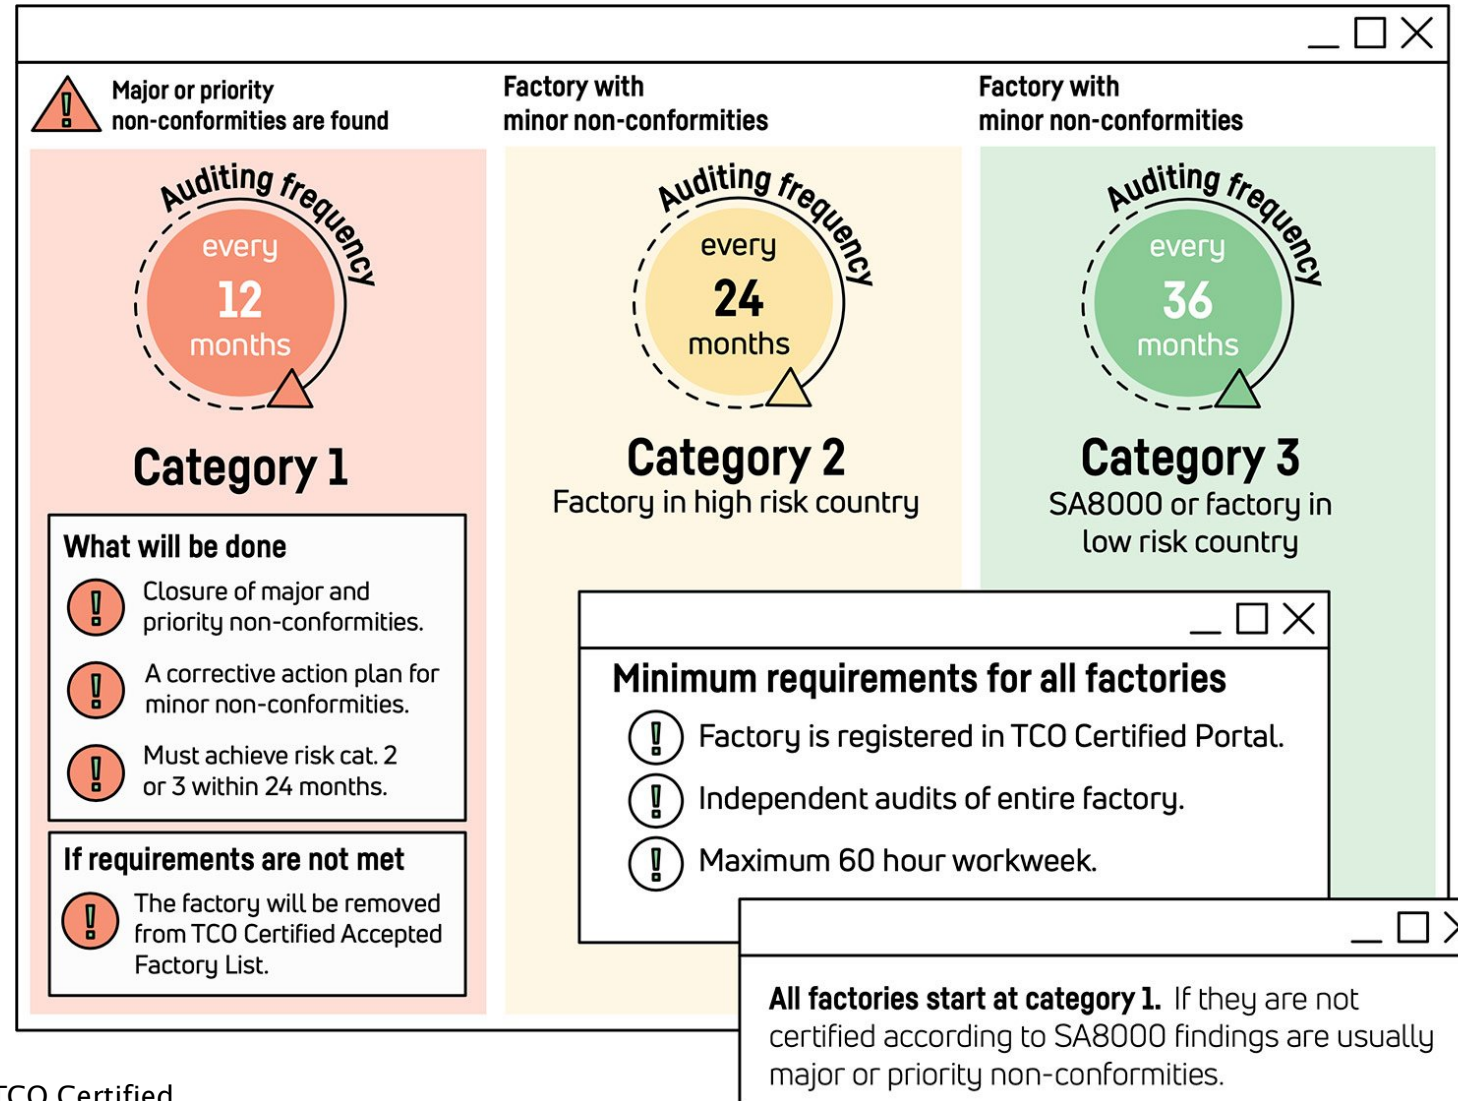 Major or priority
non-conformities are found
Auditing frequency
every
12
months
Category 1
What will be done
Closure of major and
priority non-conformities.
A corrective action plan for
minor non-conformities.
Must achieve risk cat. 2
or 3 within 24 months.
If requirements are not met
The factory will be removed
from TCO Certified Accepted
Factory List.
Factory with
minor non-conformities
Auditing frequency
every
24
months
Category 2
Factory in high risk country
Factory with
minor non-conformities
Auditing frequency
every
36
months
Category 3
SA8000 or factory in
low risk country
Minimum requirements for all factories
Factory is registered in TCO Certified Portal.
Independent audits of entire factory.
Maximum 60 hour workweek.
All factories start at category 1. If they are not
certified according to SA8000 findings are usually
major or priority non-conformities.
TCO Certified